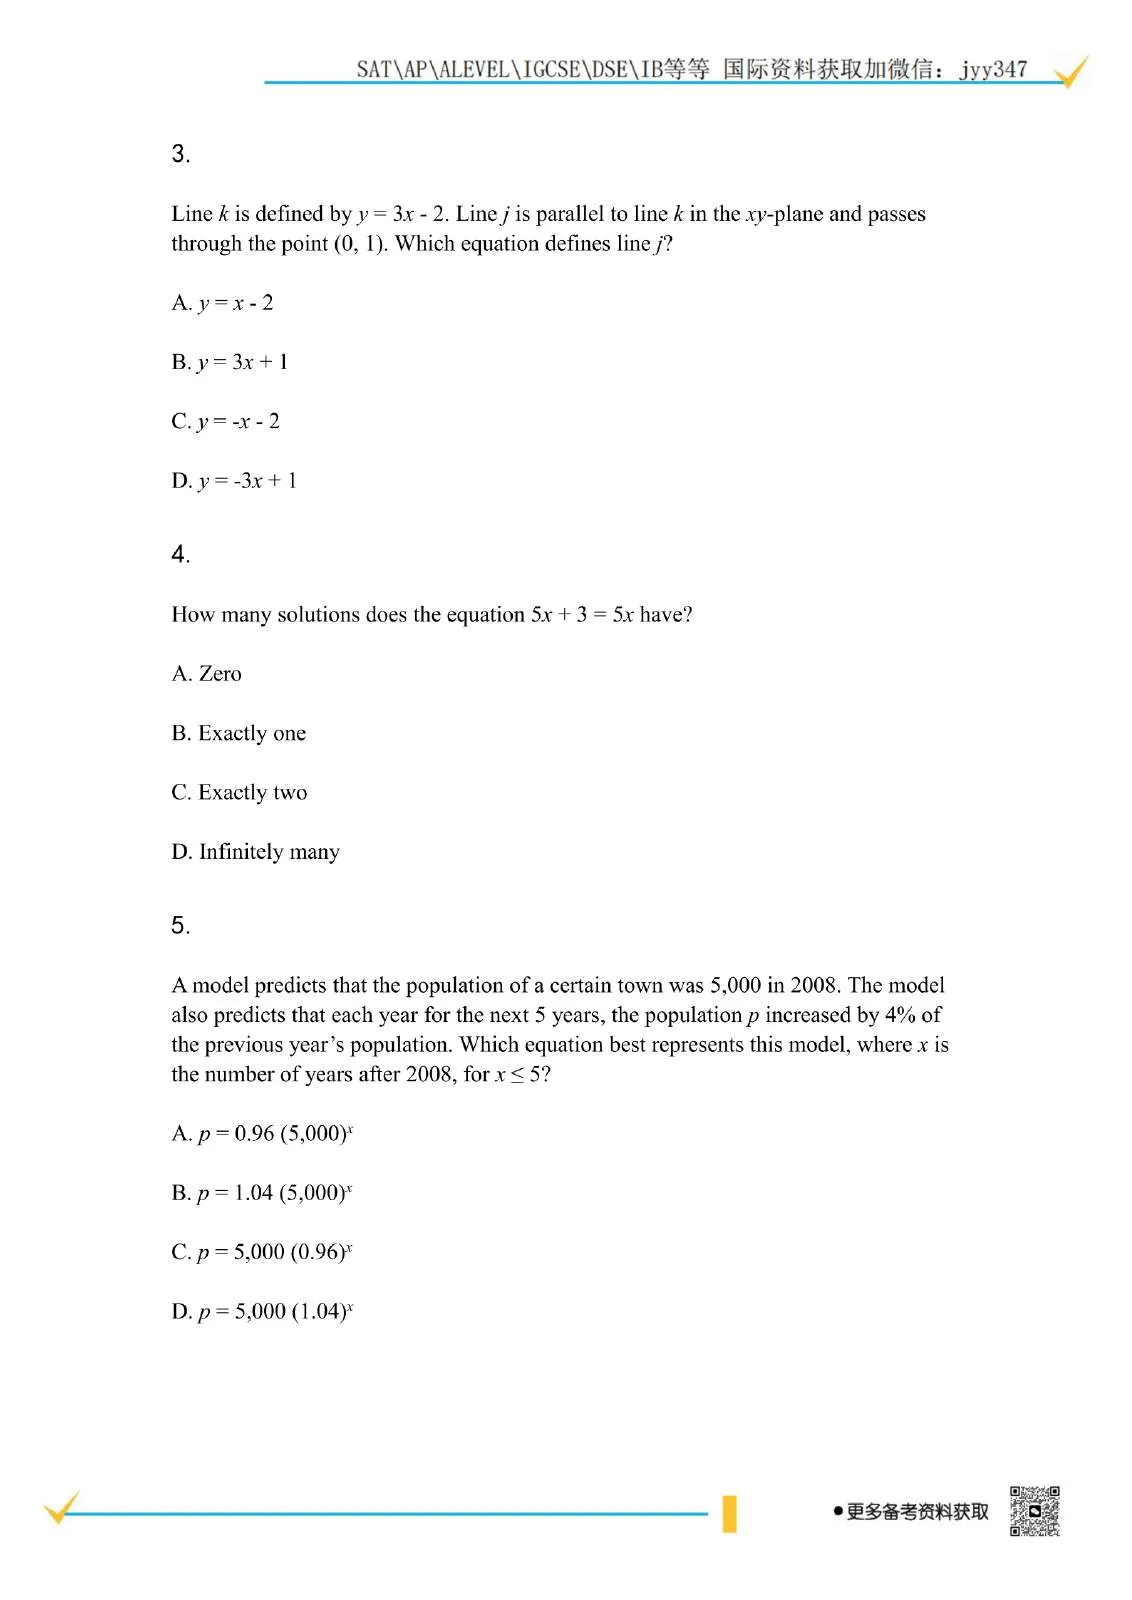 SAT\AP\ALEVEL\IGCSE\DSE\IB等等 国际资料获取加微信：jyy347
3.
Line k is defined by y = 3x - 2. Line j is parallel to line k in the xy-plane and passes
through the point (0, 1). Which equation defines line j?
A. y = x - 2
B. y = 3x + 1
C. y = -x - 2
D. y = -3x + 1
4.
How many solutions does the equation 5x + 3 = 5x have?
A. Zero
B. Exactly one
C. Exactly two
D. Infinitely many
5.
A model predicts that the population of a certain town was 5,000 in 2008. The model
also predicts that each year for the next 5 years, the population p increased by 4% of
the previous year’s population. Which equation best represents this model, where x is
the number of years after 2008, for x ≤ 5?
A. p = 0.96 (5,000)ˣ
B. p = 1.04 (5,000)ˣ
C. p = 5,000 (0.96)ˣ
D. p = 5,000 (1.04)ˣ
●更多备考资料获取